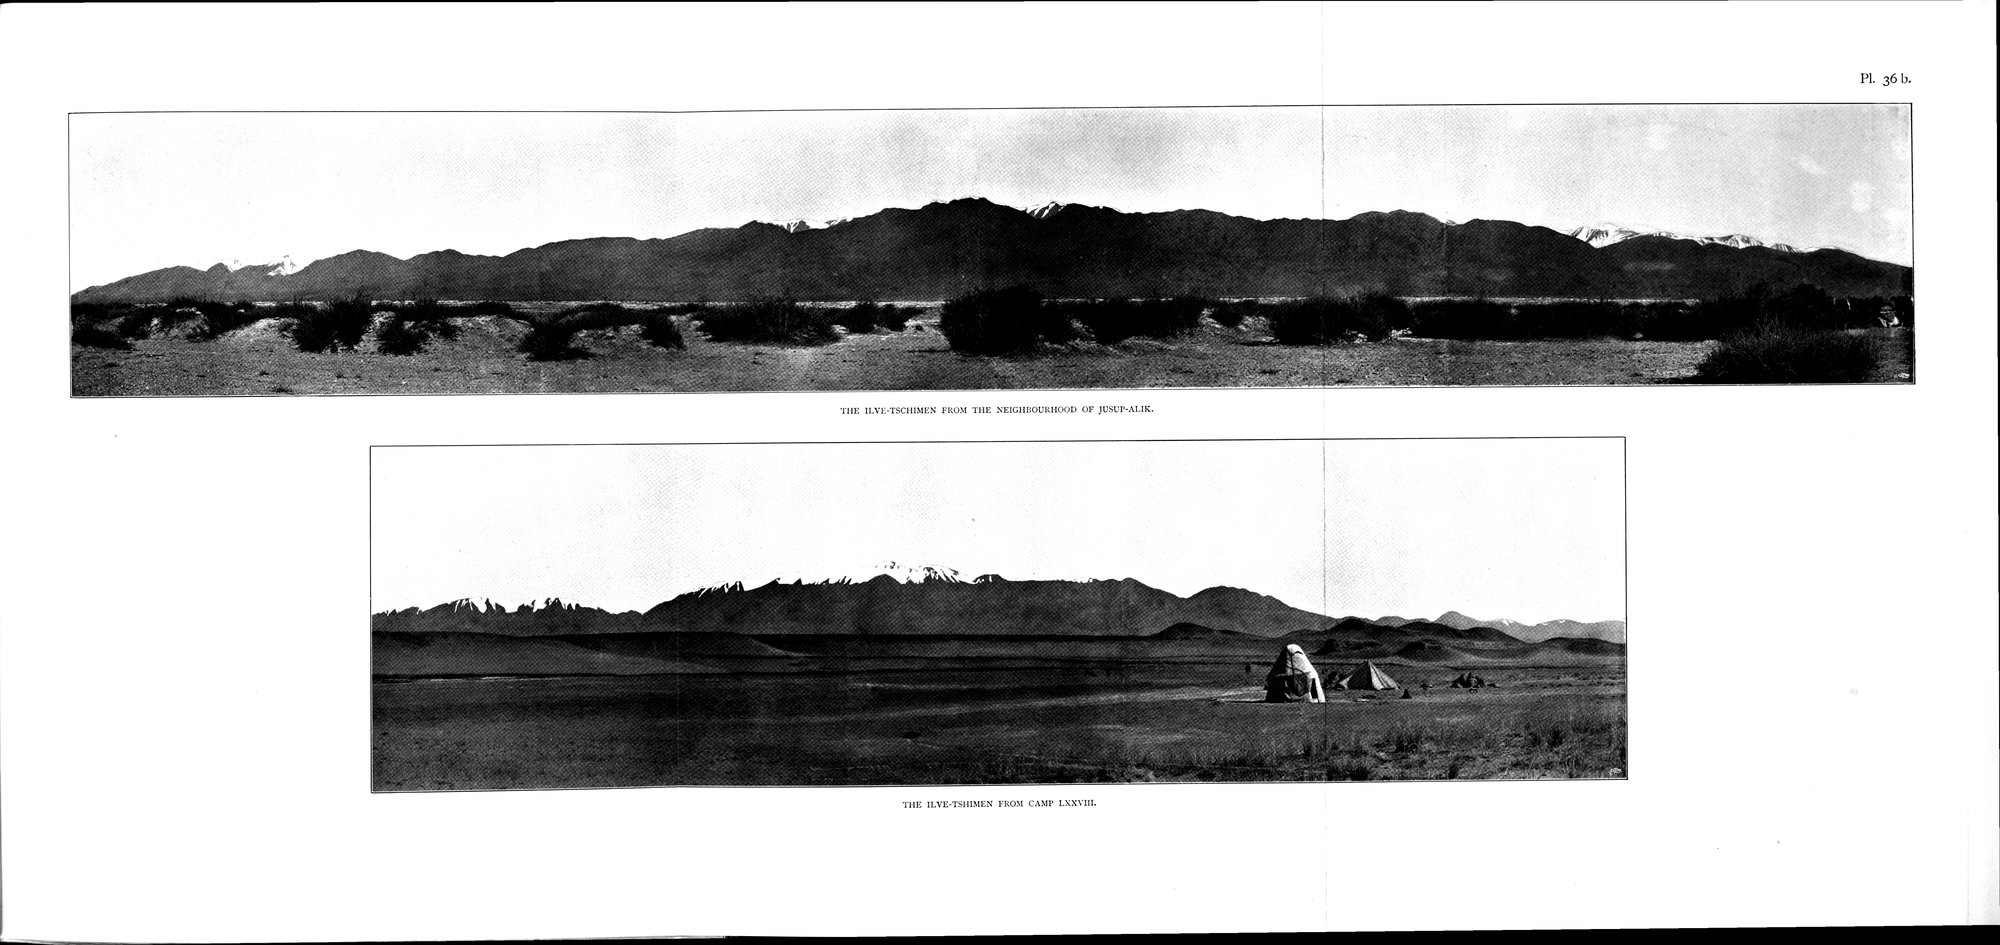 Pl. 36 b.
THE ILVE-TSCHIMEN FROM THE NEIGHBOURHOOD OF JUSUP-ALIK.
THE ILVE-TSHIMEN FROM CAMP LXXVIII.